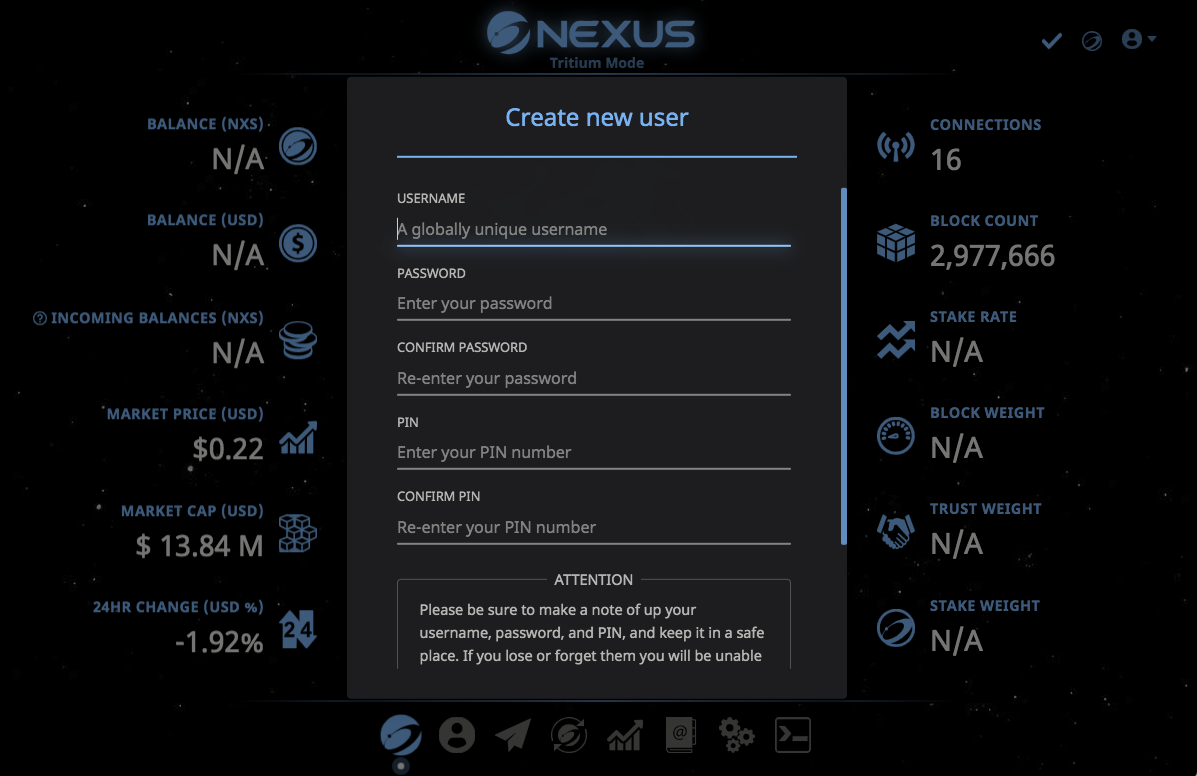 NEXUS
Tritium Mode
BALANCE (NXS)
N/A
BALANCE (USD)
N/A
INCOMING BALANCES (NXS)
N/A
MARKET PRICE (USD)
$0.22
MARKET CAP (USD)
$ 13.84 M
24HR CHANGE (USD %)
-1.92%
24
Create new user
USERNAME
A globally unique username
PASSWORD
Enter your password
CONFIRM PASSWORD
Re-enter your password
PIN
Enter your PIN number
CONFIRM PIN
Re-enter your PIN number
ATTENTION
Please be sure to make a note of up your
username, password, and PIN, and keep it in a safe
place. If you lose or forget them you will be unable
CONNECTIONS
16
BLOCK COUNT
2,977,666
STAKE RATE
N/A
BLOCK WEIGHT
N/A
TRUST WEIGHT
N/A
STAKE WEIGHT
N/A